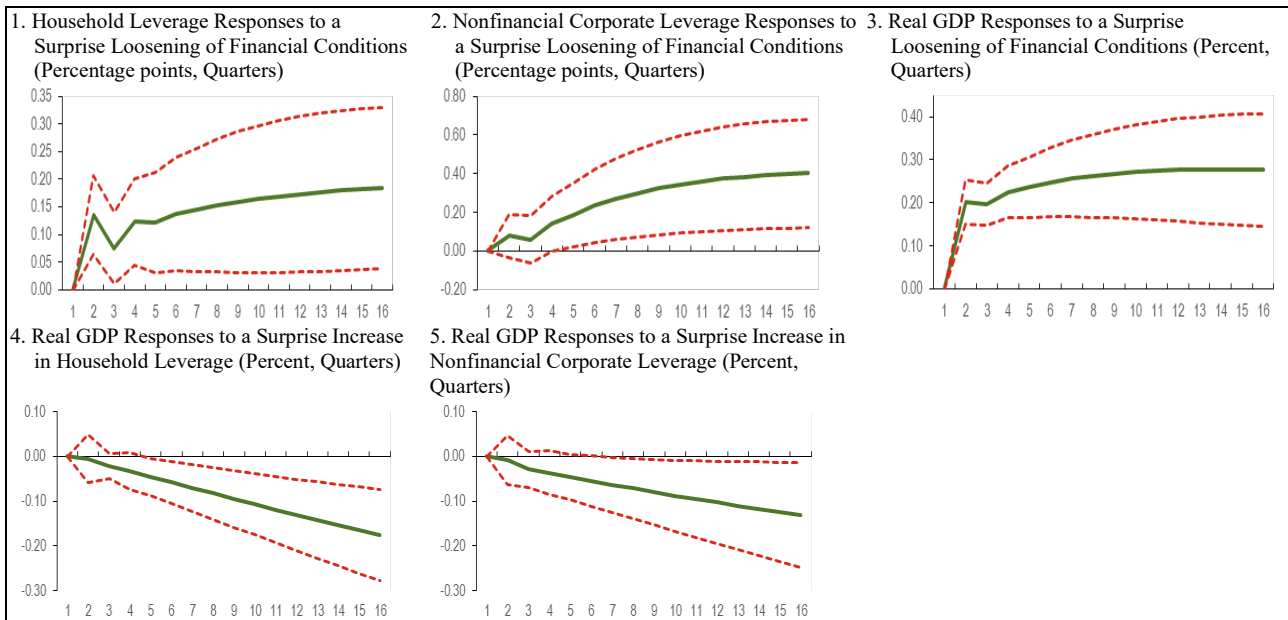 1. Household Leverage Responses to a
Surprise Loosening of Financial Conditions
(Percentage points, Quarters)
0.35
0.30
0.25
0.20
0.15
0.10
0.05
0.00
1 2 3 4 5 6 7 8 9 10 11 12 13 14 15 16
2. Nonfinancial Corporate Leverage Responses to
a Surprise Loosening of Financial Conditions
(Percentage points, Quarters)
0.80
0.60
0.40
0.20
0.00
-0.20
1 2 3 4 5 6 7 8 9 10 11 12 13 14 15 16
3. Real GDP Responses to a Surprise
Loosening of Financial Conditions (Percent,
Quarters)
0.40
0.30
0.20
0.10
0.00
1 2 3 4 5 6 7 8 9 10 11 12 13 14 15 16
4. Real GDP Responses to a Surprise Increase
in Household Leverage (Percent, Quarters)
0.10
0.00
-0.10
-0.20
-0.30
1 2 3 4 5 6 7 8 9 10 11 12 13 14 15 16
5. Real GDP Responses to a Surprise Increase in
Nonfinancial Corporate Leverage (Percent,
Quarters)
0.10
0.00
-0.10
-0.20
-0.30
1 2 3 4 5 6 7 8 9 10 11 12 13 14 15 16